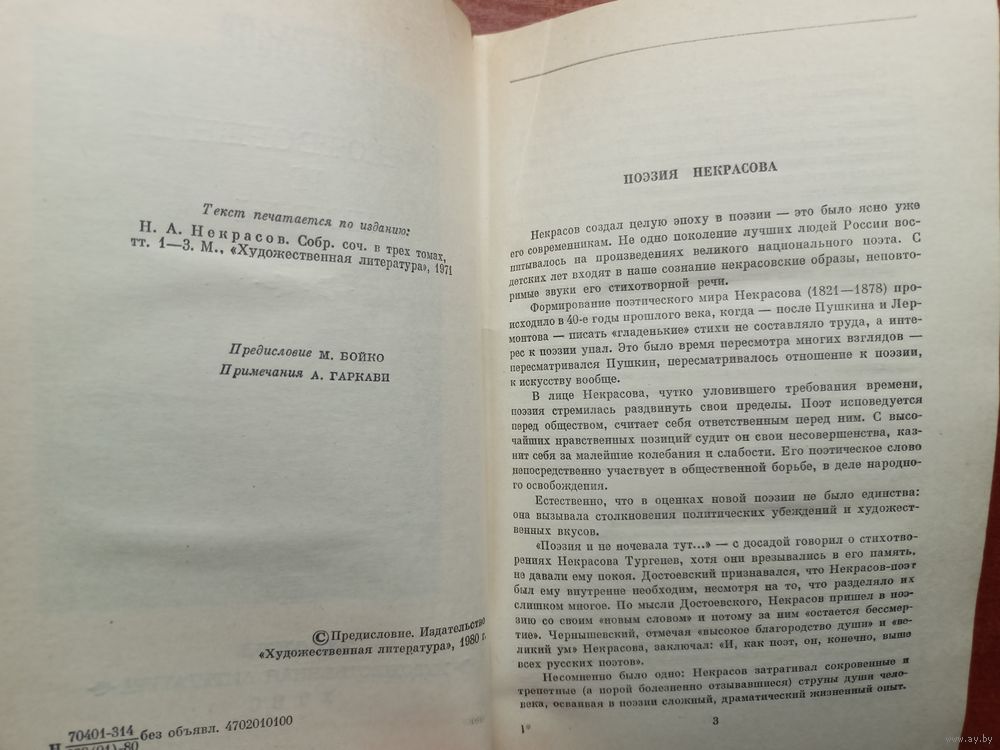 Текст печатается по изданию:
Н. А. Некрасов. Собр. соч. в трех томах,
тт. 1—3. М., «Художественная литература», 1971
Предисловие М. БОЙКО
Примечания А. ГАРКАВИ
©Предисловие. Издательство
«Художественная литература», 1980 г.
70401-314
без объявл. 4702010100
ПОЭЗИЯ НЕКРАСОВА
Некрасов создал целую эпоху в поэзии — это было ясно уже
его современникам. Не одно поколение лучших людей России вос-
питывалось на произведениях великого национального поэта. С
детских лет входят в наше сознание некрасовские образы, неповто-
римые звуки его стихотворной речи.
Формирование поэтического мира Некрасова (1821—1878) про-
исходило в 40-е годы прошлого века, когда — после Пушкина и Лер-
монтова — писать «гладенькие» стихи не составляло труда, а инте-
рес к поэзии упал. Это было время пересмотра многих взглядов —
пересматривался Пушкин, пересматривалось отношение к поэзии,
к искусству вообще.
В лице Некрасова, чутко уловившего требования времени,
поэзия стремилась раздвинуть свои пределы. Поэт исповедуется
перед обществом, считает себя ответственным перед ним. С высо-
чайших нравственных позиций судит он свои несовершенства, каз-
нит себя за малейшие колебания и слабости. Его поэтическое слово
непосредственно участвует в общественной борьбе, в деле народно-
го освобождения.
Естественно, что в оценках новой поэзии не было единства:
она вызывала столкновения политических убеждений и художест-
венных вкусов.
«Поэзия и не ночевала тут...» — с досадой говорил о стихотво-
рениях Некрасова Тургенев, хотя они врезывались в его память,
не давали ему покоя. Достоевский признавался, что Некрасов-поэт
был ему внутренне необходим, несмотря на то, что разделяло их
слишком многое. По мысли Достоевского, Некрасов пришел в поэ-
зию со своим «новым словом» и потому за ним «остается бессмер-
тие». Чернышевский, отмечая «высокое благородство души» и «ве-
ликий ум» Некрасова, заключал: «И, как поэт, он, конечно, выше
всех русских поэтов».
Несомненно было одно: Некрасов затрагивал сокровенные и
трепетные (а порой болезненно отзывавшиеся) струны души чело-
века, осваивая в поэзии сложный, драматический жизненный опыт.
1*
3
www.ay.by